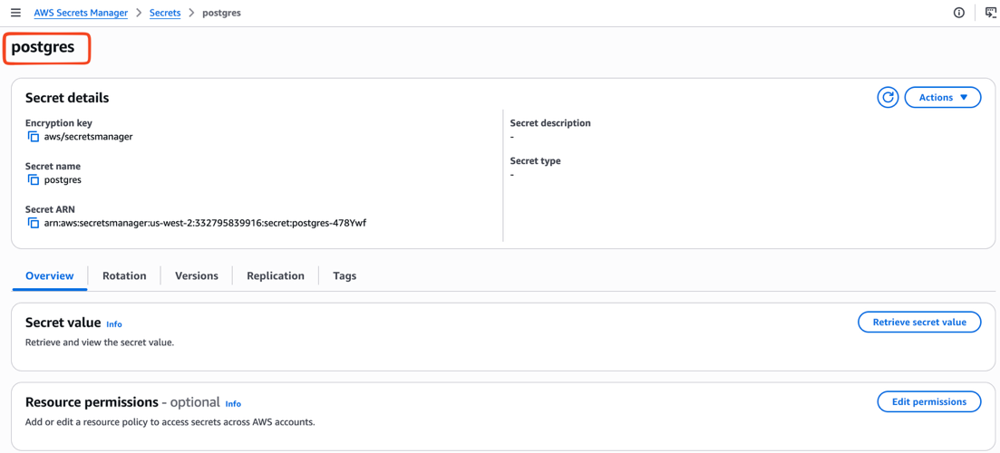 AWS Secrets Manager > Secrets > postgres
postgres
Secret details
Actions
Encryption key
aws/secretsmanager
Secret name
postgres
Secret ARN
arn:aws:secretsmanager:us-west-2:332795839916:secret:postgres-478Ywf
Secret description
-
Secret type
-
Overview
Rotation
Versions
Replication
Tags
Secret value Info
Retrieve secret value
Retrieve and view the secret value.
Resource permissions - optional Info
Edit permissions
Add or edit a resource policy to access secrets across AWS accounts.